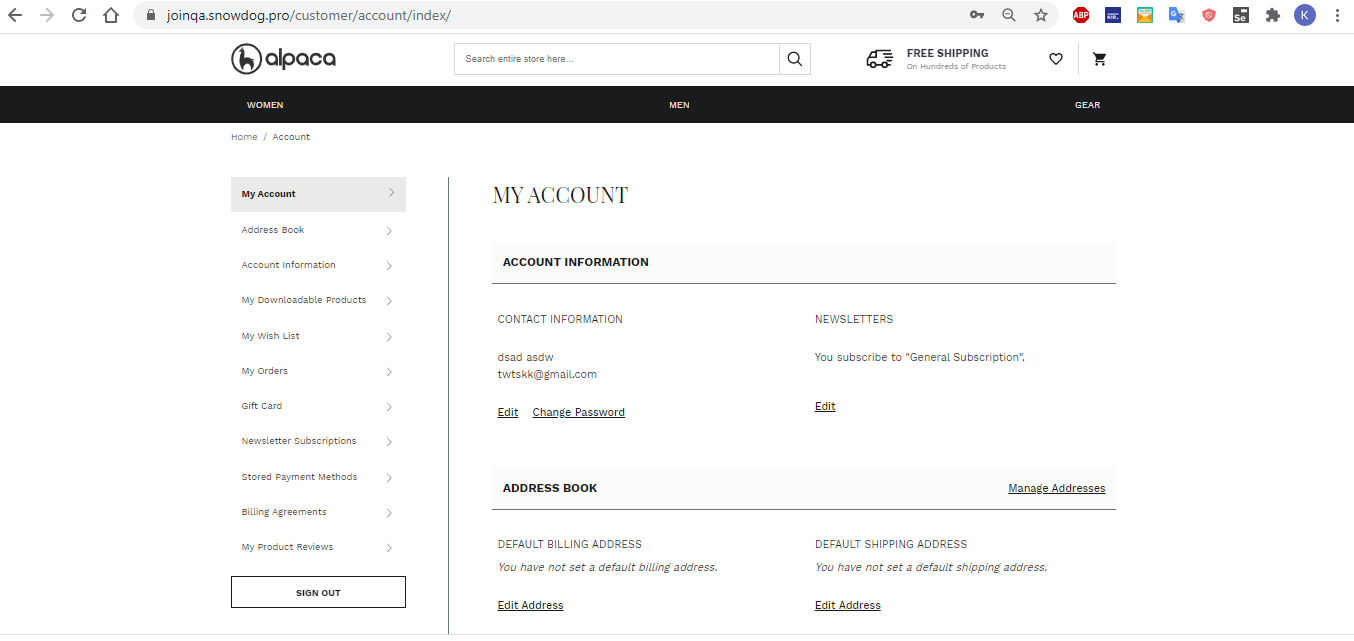 joinqa.snowdog.pro/customer/account/index/
ABP
Se
K
alpaca
Search entire store here...
FREE SHIPPING
On Hundreds of Products
WOMEN
MEN
GEAR
Home / Account
My Account
Address Book
Account Information
My Downloadable Products
My Wish List
My Orders
Gift Card
Newsletter Subscriptions
Stored Payment Methods
Billing Agreements
My Product Reviews
SIGN OUT
MY ACCOUNT
ACCOUNT INFORMATION
CONTACT INFORMATION
dsad asdw
twtskk@gmail.com
Edit Change Password
NEWSLETTERS
You subscribe to "General Subscription".
Edit
ADDRESS BOOK
Manage Addresses
DEFAULT BILLING ADDRESS
You have not set a default billing address.
Edit Address
DEFAULT SHIPPING ADDRESS
You have not set a default shipping address.
Edit Address